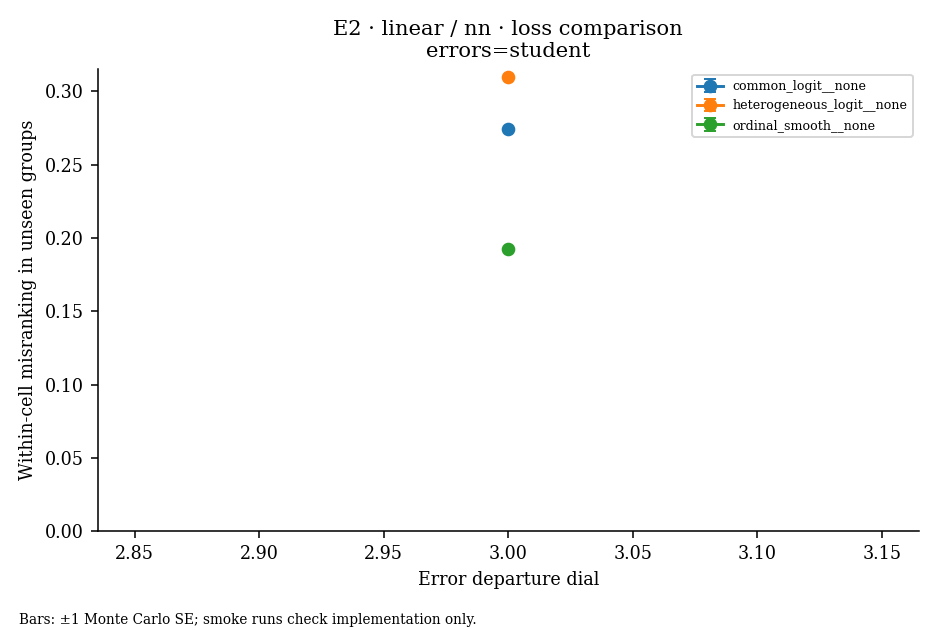 E2 · linear / nn · loss comparison
errors=student
common_logit__none
heterogeneous_logit__none
ordinal_smooth__none
Within-cell misranking in unseen groups
0.30
0.25
0.20
0.15
0.10
0.05
0.00
2.85 2.90 2.95 3.00 3.05 3.10 3.15
Error departure dial
Bars: ±1 Monte Carlo SE; smoke runs check implementation only.